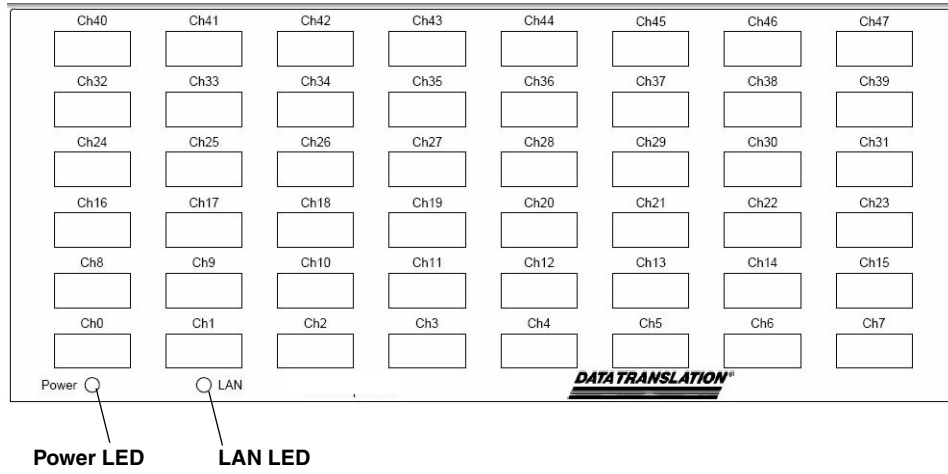 Ch40 Ch41 Ch42 Ch43 Ch44 Ch45 Ch46 Ch47
Ch32 Ch33 Ch34 Ch35 Ch36 Ch37 Ch38 Ch39
Ch24 Ch25 Ch26 Ch27 Ch28 Ch29 Ch30 Ch31
Ch16 Ch17 Ch18 Ch19 Ch20 Ch21 Ch22 Ch23
Ch8 Ch9 Ch10 Ch11 Ch12 Ch13 Ch14 Ch15
Ch0 Ch1 Ch2 Ch3 Ch4 Ch5 Ch6 Ch7
Power LAN DATA TRANSLATION®
Power LED LAN LED